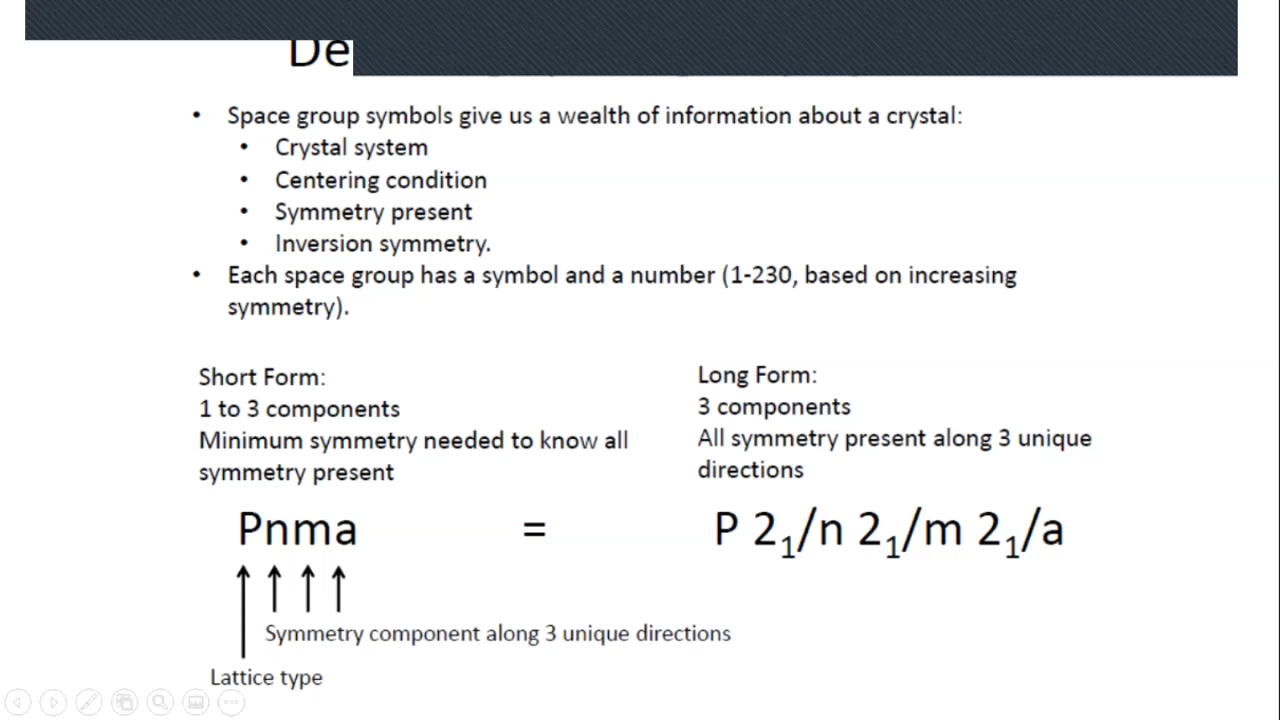 De
• Space group symbols give us a wealth of information about a crystal:
• Crystal system
• Centering condition
• Symmetry present
• Inversion symmetry.
• Each space group has a symbol and a number (1-230, based on increasing
symmetry).
Short Form:
1 to 3 components
Minimum symmetry needed to know all
symmetry present
Long Form:
3 components
All symmetry present along 3 unique
directions
Pnma = P 2₁/n 2₁/m 2₁/a
Symmetry component along 3 unique directions
Lattice type